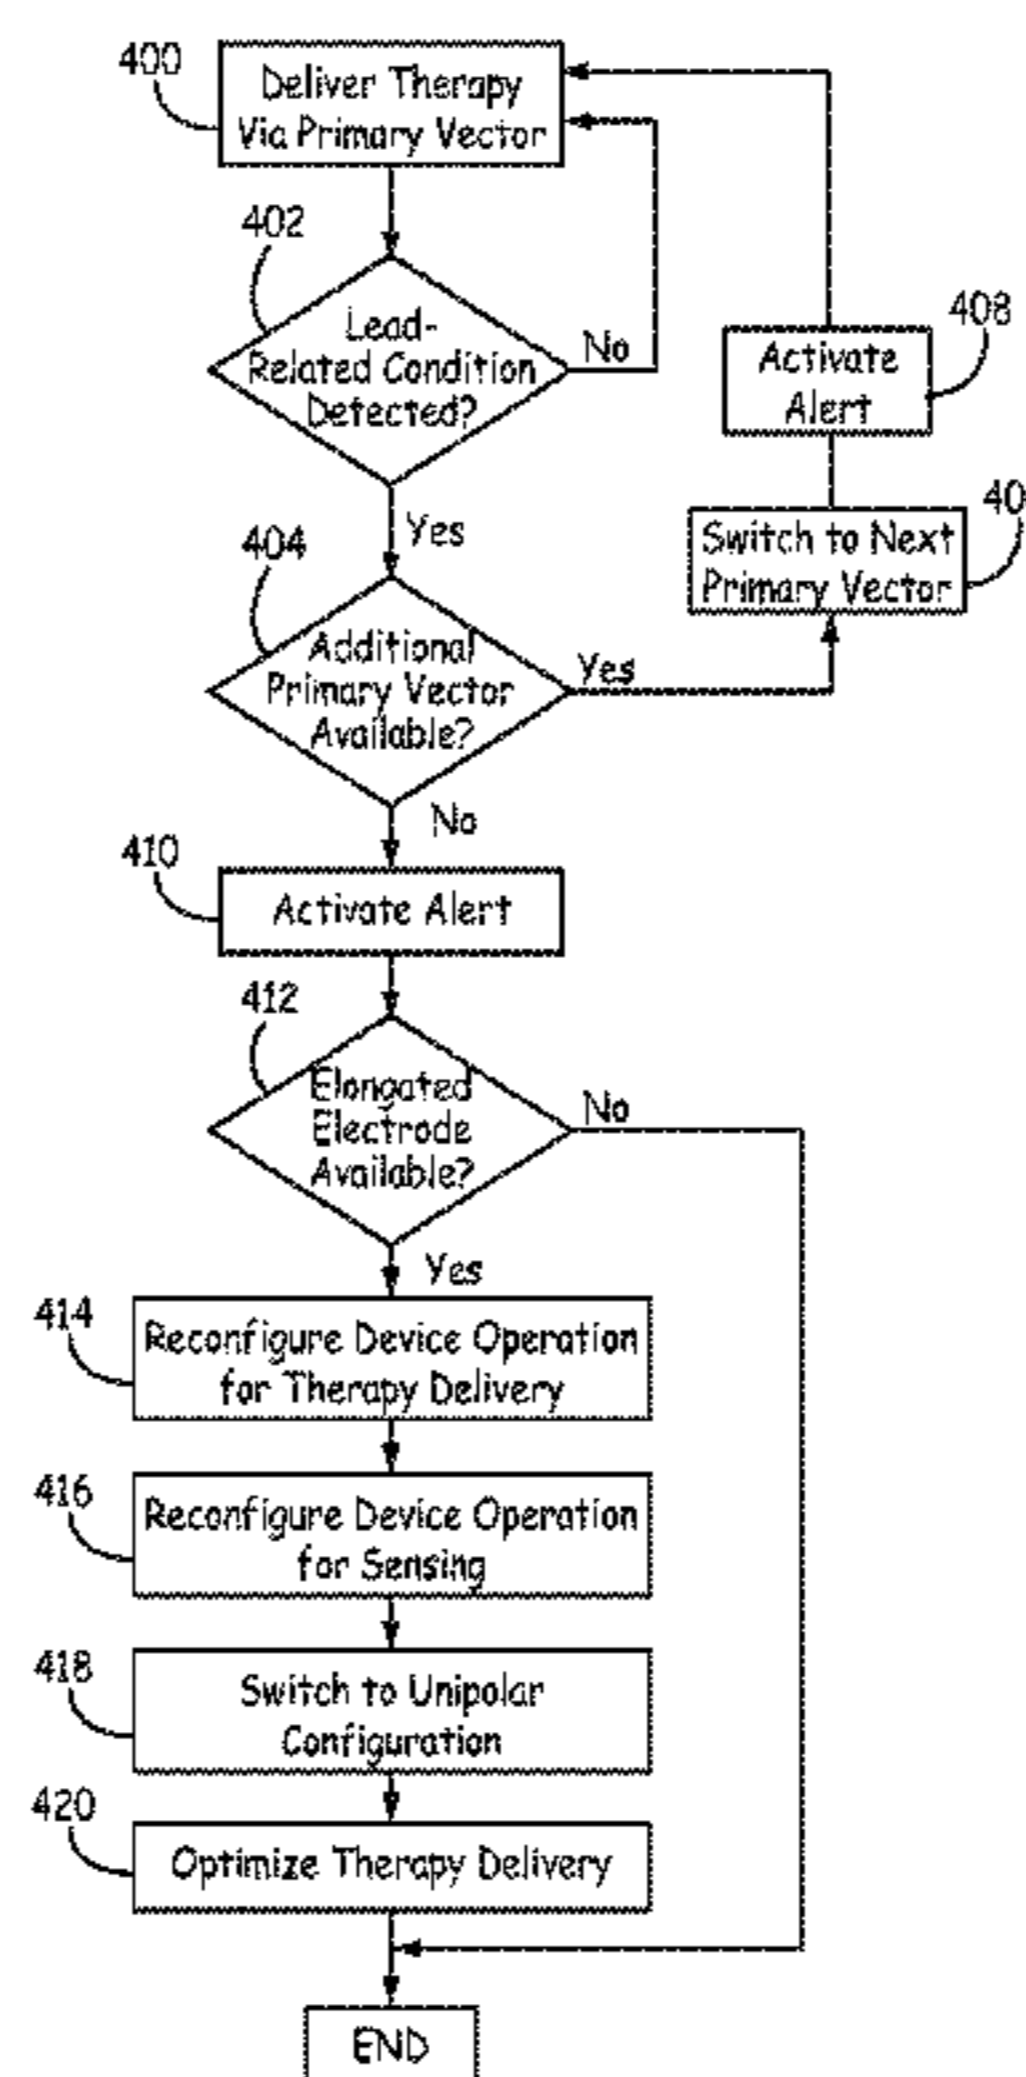 400
Deliver Therapy
Via Primary Vector
402
Lead-
Related Condition
Detected?
No
408
Activate
Alert
Yes
40
Switch to Next
Primary Vector
404
Additional
Primary Vector
Available?
Yes
No
410
Activate Alert
412
Elongated
Electrode
Available?
No
Yes
414
Reconfigure Device Operation
for Therapy Delivery
416
Reconfigure Device Operation
for Sensing
418
Switch to Unipolar
Configuration
420
Optimize Therapy Delivery
END